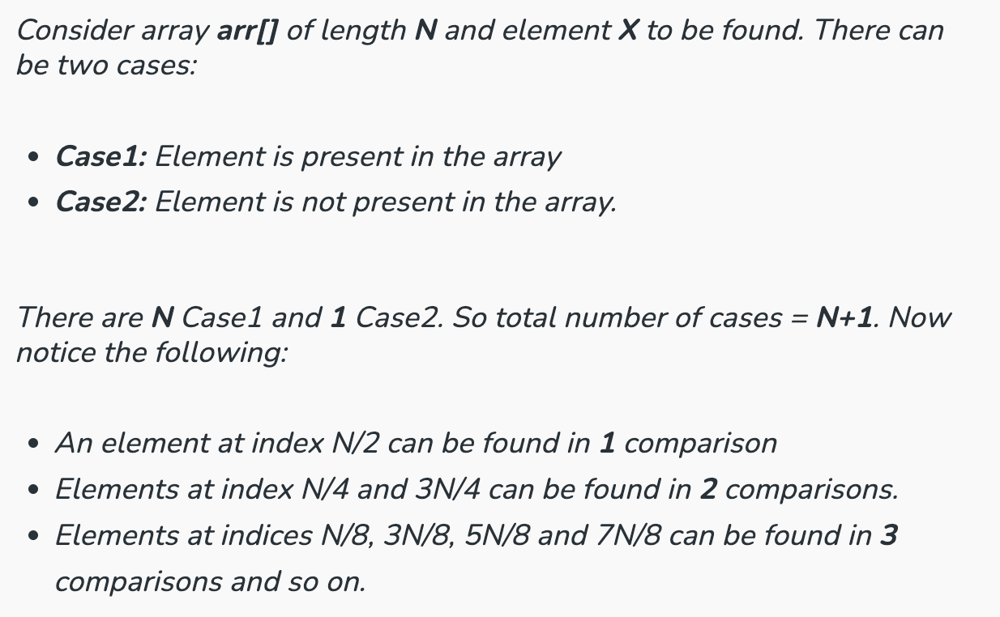 Consider array arr[] of length N and element X to be found. There can
be two cases:
• Case1: Element is present in the array
• Case2: Element is not present in the array.
There are N Case1 and 1 Case2. So total number of cases = N+1. Now
notice the following:
• An element at index N/2 can be found in 1 comparison
• Elements at index N/4 and 3N/4 can be found in 2 comparisons.
• Elements at indices N/8, 3N/8, 5N/8 and 7N/8 can be found in 3
comparisons and so on.